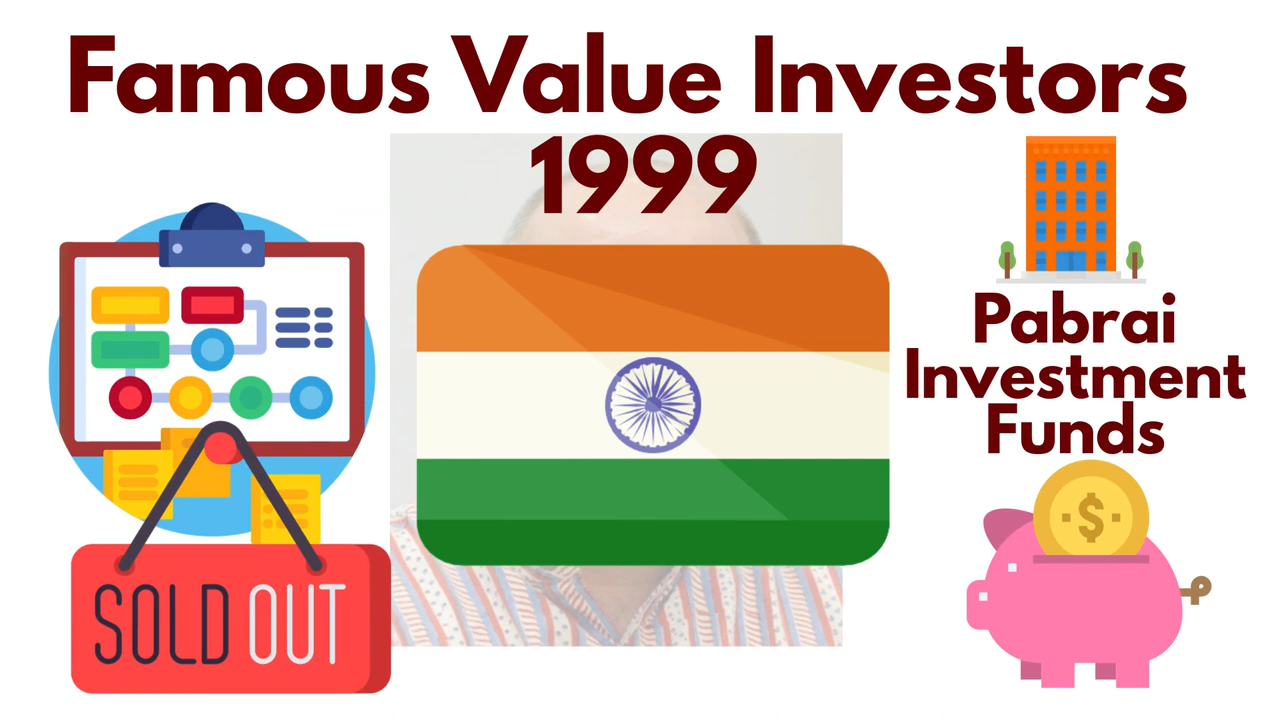 Famous Value Investors
1999
Pabrai
Investment
Funds
$
SOLD OUT